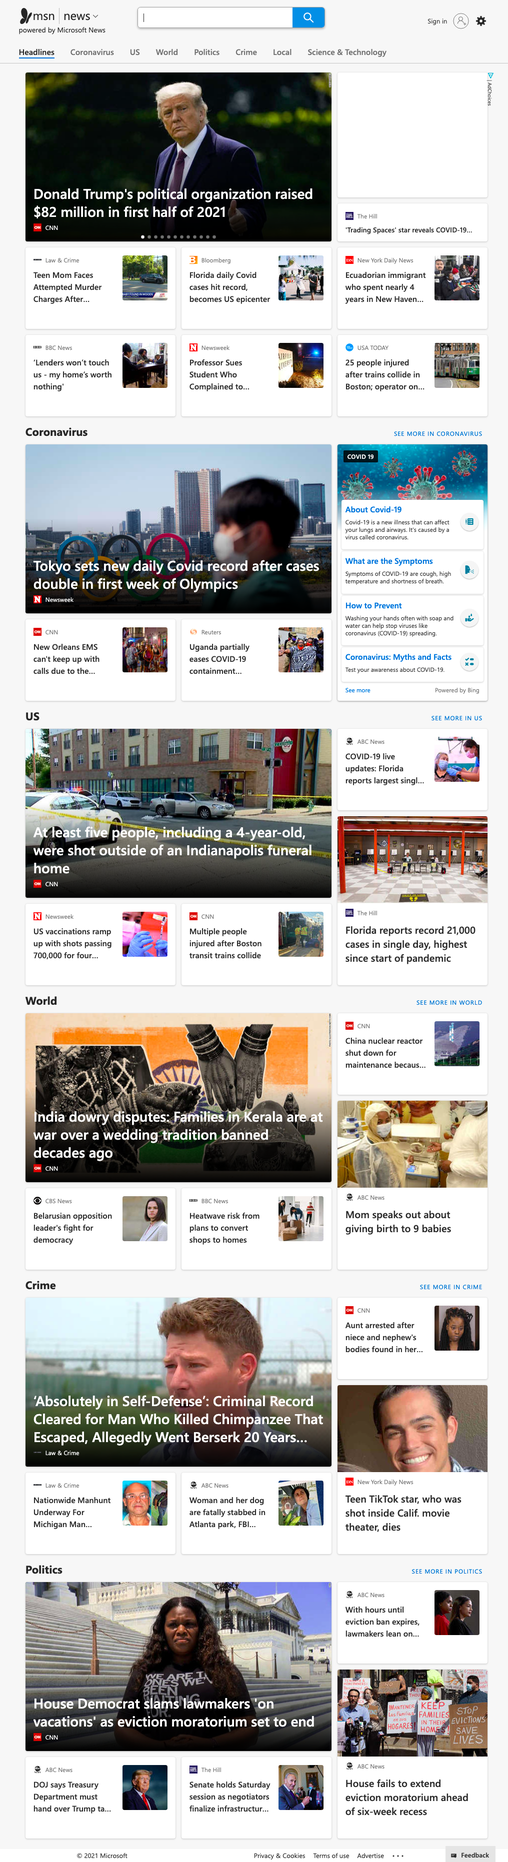 msn | news
powered by Microsoft News
Sign in
Headlines Coronavirus US World Politics Crime Local Science & Technology
Donald Trump's political organization raised
$82 million in first half of 2021
CNN
AdChoices
The Hill
'Trading Spaces' star reveals COVID-19...
Law & Crime
Teen Mom Faces
Attempted Murder
Charges After...
Bloomberg
Florida daily Covid
cases hit record,
becomes US epicenter
New York Daily News
Ecuadorian immigrant
who spent nearly 4
years in New Haven...
BBC News
'Lenders won't touch
us - my home's worth
nothing'
Newsweek
Professor Sues
Student Who
Complained to...
USA TODAY
25 people injured
after trains collide in
Boston; operator on...
Coronavirus
SEE MORE IN CORONAVIRUS
Tokyo sets new daily Covid record after cases
double in first week of Olympics
Newsweek
COVID 19
About Covid-19
Covid-19 is a new illness that can affect
your lungs and airways. It's caused by a
virus called coronavirus.
What are the Symptoms
Symptoms of COVID-19 are cough, high
temperature and shortness of breath.
How to Prevent
Washing your hands often with soap and
water can help stop viruses like
coronavirus (COVID-19) spreading.
Coronavirus: Myths and Facts
Test your awareness about COVID-19.
See more
Powered by Bing
CNN
New Orleans EMS
can't keep up with
calls due to the...
Reuters
Uganda partially
eases COVID-19
containment...
US
SEE MORE IN US
At least five people, including a 4-year-old,
were shot outside of an Indianapolis funeral
home
CNN
ABC News
COVID-19 live
updates: Florida
reports largest singl...
The Hill
Florida reports record 21,000
cases in single day, highest
since start of pandemic
Newsweek
US vaccinations ramp
up with shots passing
700,000 for four...
CNN
Multiple people
injured after Boston
transit trains collide
World
SEE MORE IN WORLD
India dowry disputes: Families in Kerala are at
war over a wedding tradition banned
decades ago
CNN
CNN
China nuclear reactor
shut down for
maintenance becaus...
ABC News
Mom speaks out about
giving birth to 9 babies
CBS News
Belarusian opposition
leader's fight for
democracy
BBC News
Heatwave risk from
plans to convert
shops to homes
Crime
SEE MORE IN CRIME
'Absolutely in Self-Defense': Criminal Record
Cleared for Man Who Killed Chimpanzee That
Escaped, Allegedly Went Berserk 20 Years...
Law & Crime
CNN
Aunt arrested after
niece and nephew's
bodies found in her...
New York Daily News
Teen TikTok star, who was
shot inside Calif. movie
theater, dies
Law & Crime
Nationwide Manhunt
Underway For
Michigan Man...
ABC News
Woman and her dog
are fatally stabbed in
Atlanta park, FBI...
Politics
SEE MORE IN POLITICS
House Democrat slams lawmakers 'on
vacations' as eviction moratorium set to end
CNN
ABC News
With hours until
eviction ban expires,
lawmakers lean on...
KEEP
FAMILIES
IN THEIR
HOMES!
STOP
EVICTIONS
SAVE
LIVES
ABC News
House fails to extend
eviction moratorium ahead
of six-week recess
ABC News
DOJ says Treasury
Department must
hand over Trump ta...
The Hill
Senate holds Saturday
session as negotiators
finalize infrastructur...
© 2021 Microsoft
Privacy & Cookies Terms of use Advertise
Feedback